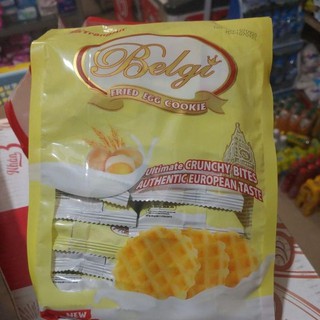 Belgi
FRIED EGG COOKIE
Ultimate CRUNCHY BITES
AUTHENTIC EUROPEAN TASTE
NEW